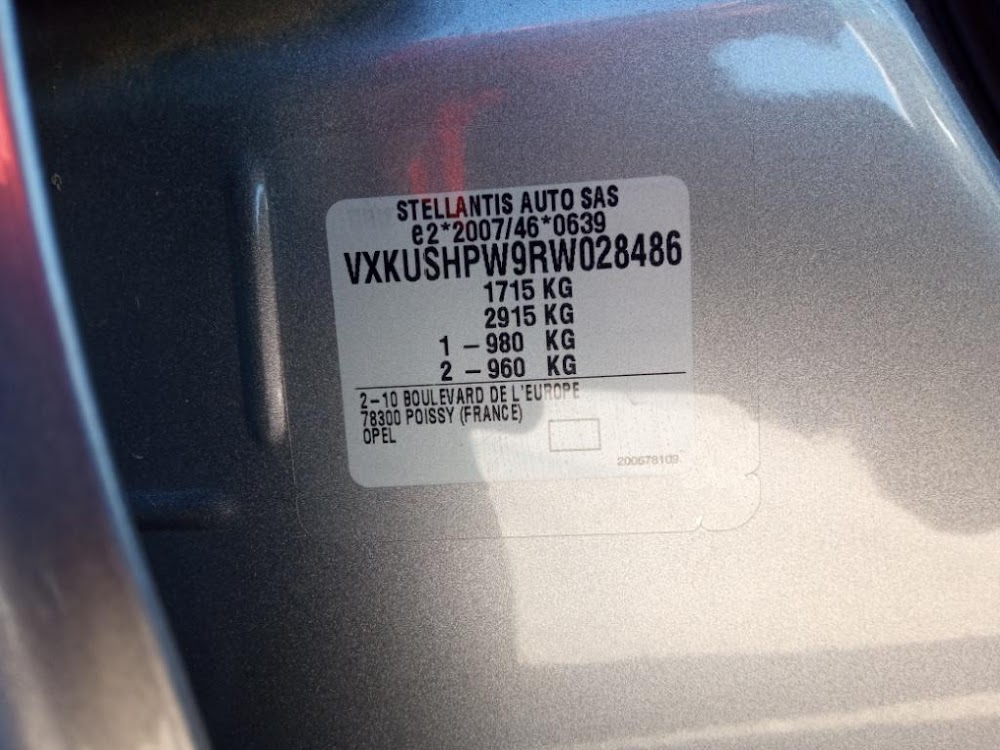 STELLANTIS AUTO SAS
e2*2007/46*0639
VXKUSHPW9RW028486
1715 KG
2915 KG
1 – 980 KG
2 – 960 KG
2–10 BOULEVARD DE L'EUROPE
78300 POISSY (FRANCE)
OPEL
200678109